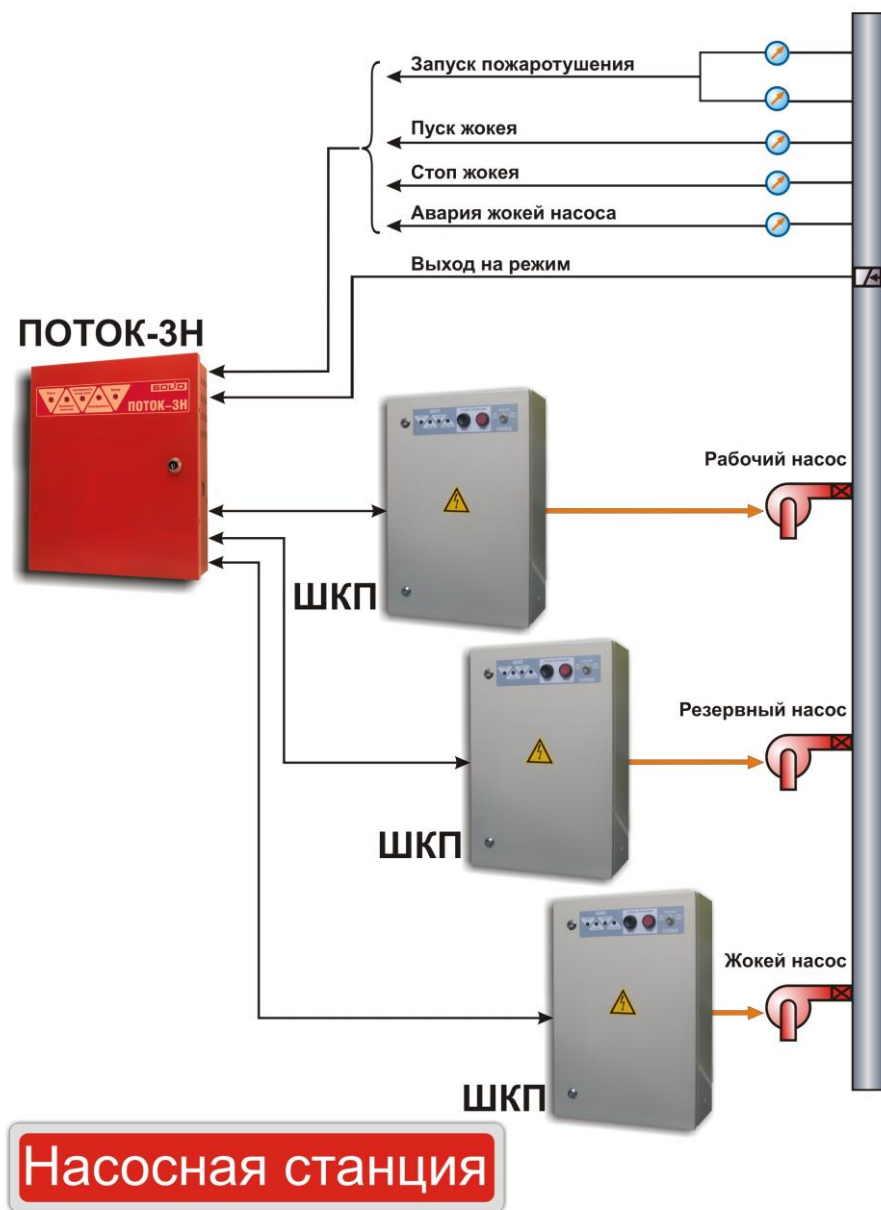 Запуск пожаротушения
Пуск жокея
Стоп жокея
Авария жокей насоса
Выход на режим
ПОТОК-3Н
BOLID
ПОТОК-3Н
Рабочий насос
ШКП
Резервный насос
ШКП
Жокей насос
ШКП
Насосная станция